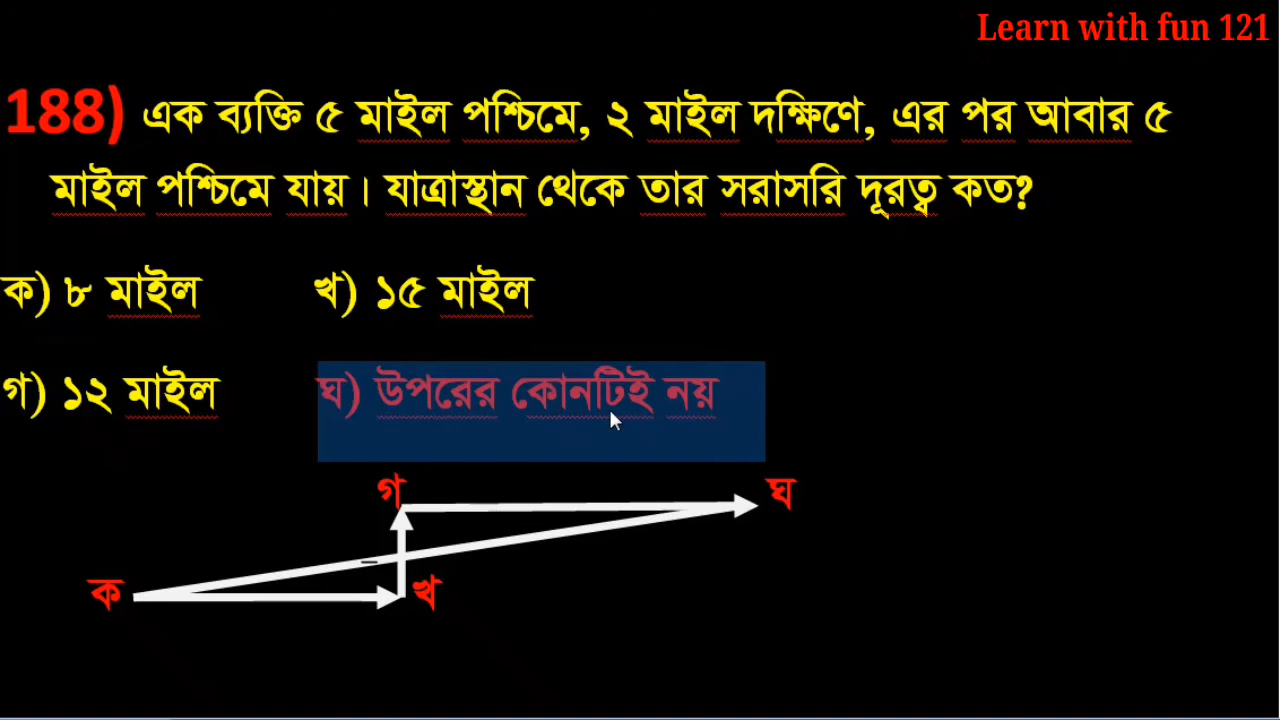 Learn with fun 121
188) এক ব্যক্তি ৫ মাইল পশ্চিমে, ২ মাইল দক্ষিণে, এর পর আবার ৫
মাইল পশ্চিমে যায়। যাত্রাস্থান থেকে তার সরাসরি দূরত্ব কত?
ক) ৮ মাইল খ) ১৫ মাইল
গ) ১২ মাইল ঘ) উপরের কোনটিই নয়
গ ঘ
ক খ